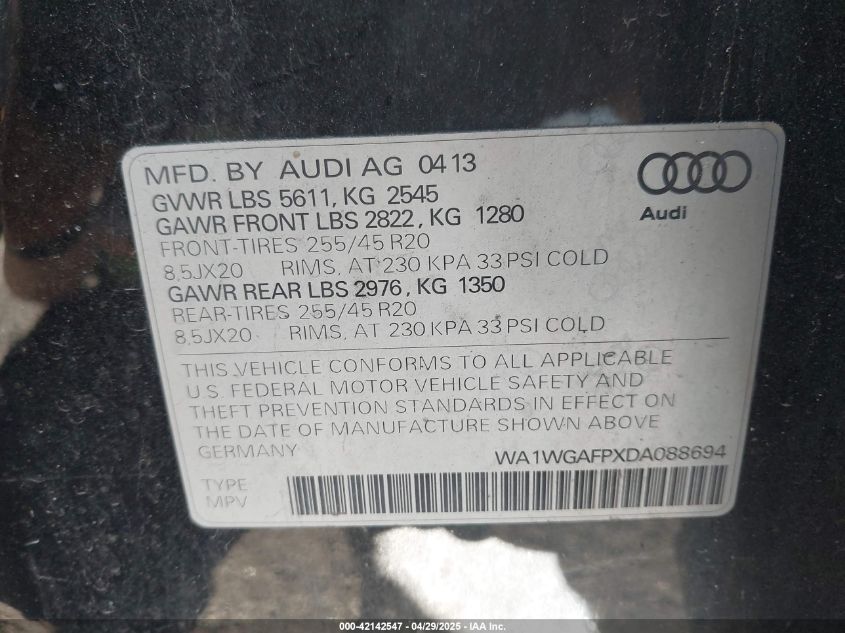 MFD. BY AUDI AG 0413
GVWR LBS 5611, KG 2545
GAWR FRONT LBS 2822, KG 1280
FRONT-TIRES 255/45 R20
8,5JX20 RIMS, AT 230 KPA 33 PSI COLD
GAWR REAR LBS 2976, KG 1350
REAR-TIRES 255/45 R20
8,5JX20 RIMS, AT 230 KPA 33 PSI COLD
Audi
THIS VEHICLE CONFORMS TO ALL APPLICABLE
U.S. FEDERAL MOTOR VEHICLE SAFETY AND
THEFT PREVENTION STANDARDS IN EFFECT ON
THE DATE OF MANUFACTURE SHOWN ABOVE
GERMANY WA1WGAFPXDA088694
TYPE
MPV
000-42142547 - 04/29/2025 - IAA Inc.